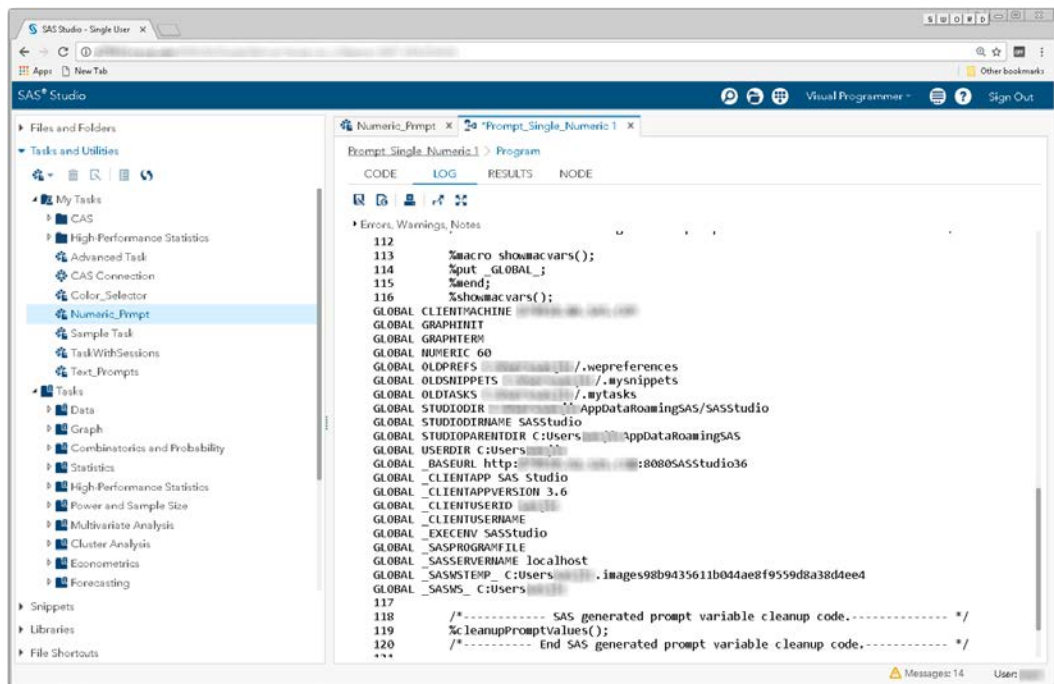 SAS Studio - Single User
S W O R D
Apps New Tab
Other bookmarks
SAS® Studio
Visual Programmer
Sign Out
Files and Folders
Tasks and Utilities
My Tasks
CAS
High-Performance Statistics
Advanced Task
CAS Connection
Color_Selector
Numeric_Prmpt
Sample Task
TaskWithSessions
Text_Prompts
Tasks
Data
Graph
Combinatorics and Probability
Statistics
High-Performance Statistics
Power and Sample Size
Multivariate Analysis
Cluster Analysis
Econometrics
Forecasting
Snippets
Libraries
File Shortcuts
Numeric_Prmpt x *Prompt_Single_Numeric 1 x
Prompt_Single_Numeric 1 > Program
CODE LOG RESULTS NODE
Errors, Warnings, Notes
112
113 %macro showmacvars();
114 %put _GLOBAL_;
115 %mend;
116 %showmacvars();
GLOBAL CLIENTMACHINE
GLOBAL GRAPHINIT
GLOBAL GRAPHTERM
GLOBAL NUMERIC 60
GLOBAL OLDPREFS /.wepreferences
GLOBAL OLDSNIPPETS /.mysnippets
GLOBAL OLDTASKS /.mytasks
GLOBAL STUDIODIR AppDataRoamingSAS/SASStudio
GLOBAL STUDIODIRNAME SASStudio
GLOBAL STUDIOPARENTDIR C:Users AppDataRoamingSAS
GLOBAL USERDIR C:Users
GLOBAL _BASEURL http: :8080SASStudio36
GLOBAL _CLIENTAPP SAS Studio
GLOBAL _CLIENTAPPVERSION 3.6
GLOBAL _CLIENTUSERID
GLOBAL _CLIENTUSERNAME
GLOBAL _EXECENV SASStudio
GLOBAL _SASPROGRAMFILE
GLOBAL _SASSERVERNAME localhost
GLOBAL _SASWSTEMP_ C:Users .images98b9435611b044ae8f9559d8a38d4ee4
GLOBAL _SASWS_ C:Users
117
118 /*------------ SAS generated prompt variable cleanup code.-------------- */
119 %cleanupPromptValues();
120 /*---------- End SAS generated prompt variable cleanup code.------------ */
Messages: 14 User: